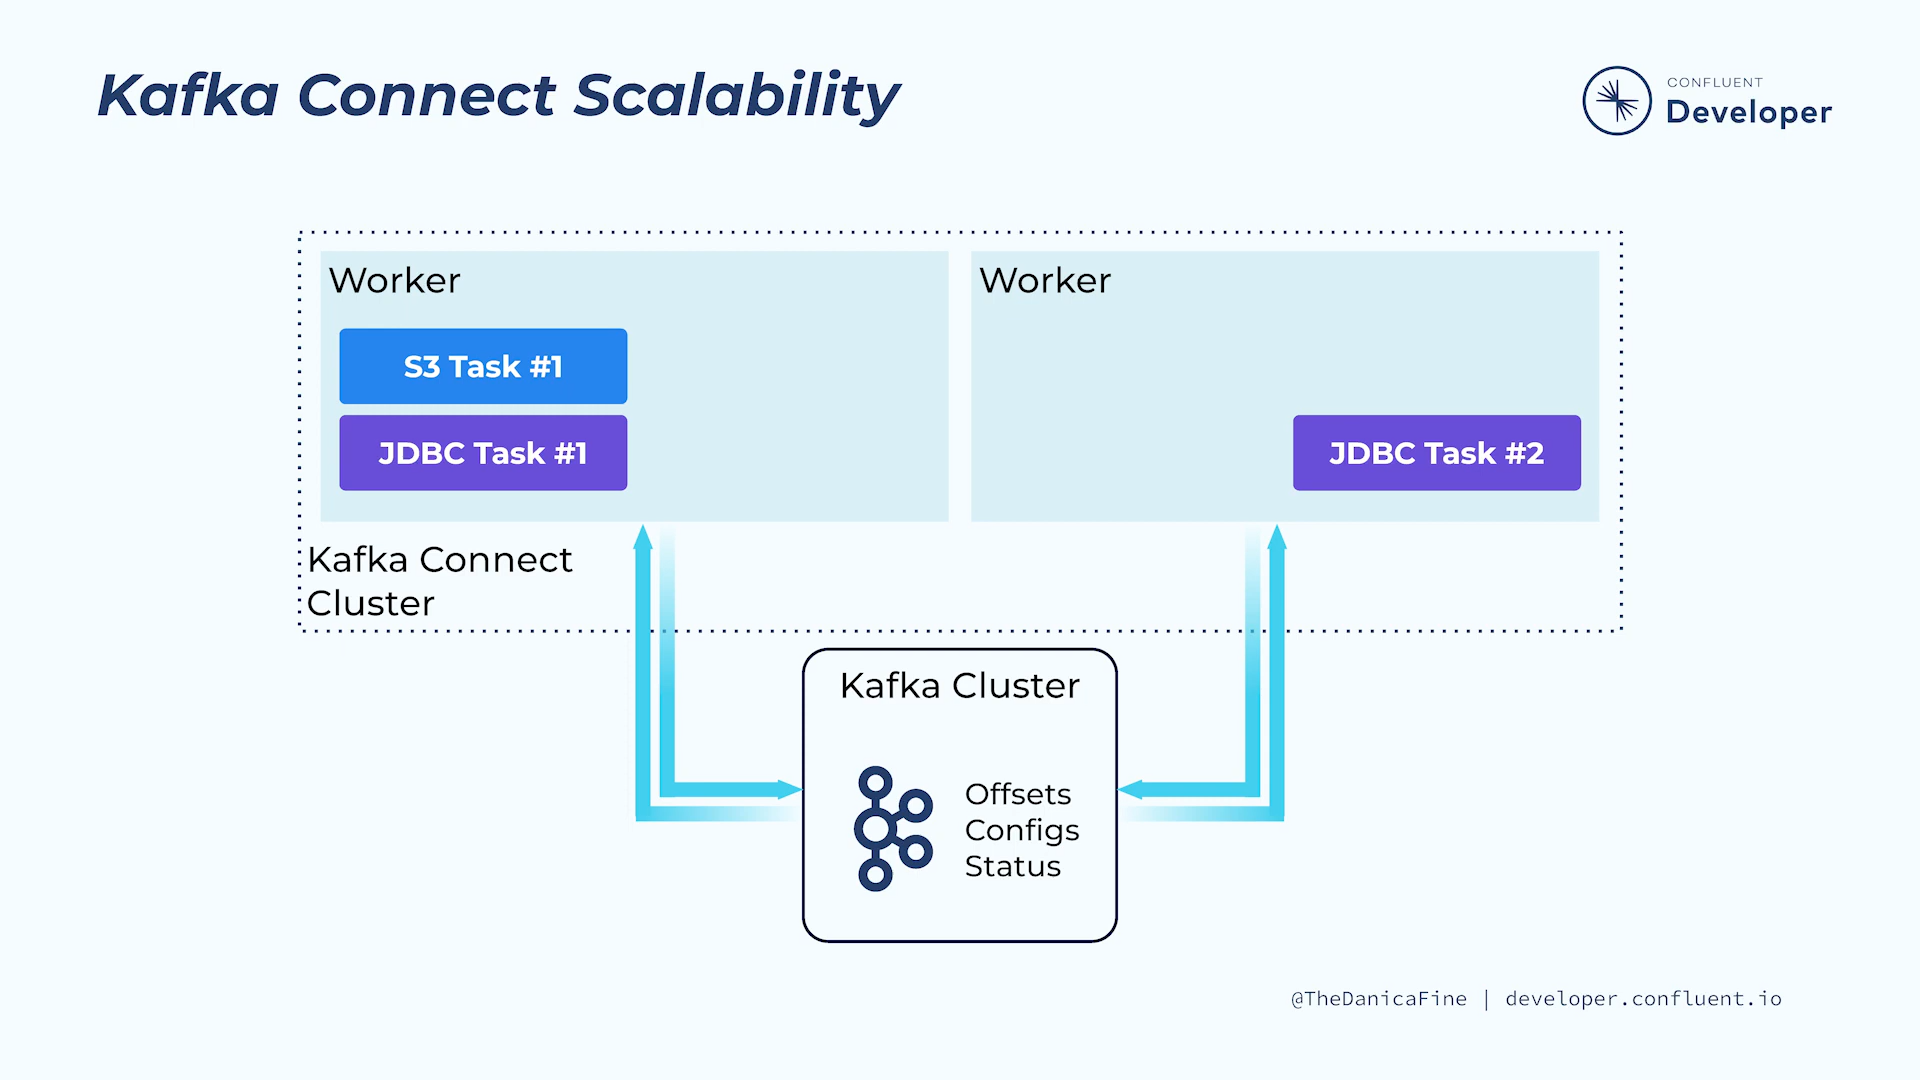 Kafka Connect Scalability
CONFLUENT
Developer
Worker
S3 Task #1
JDBC Task #1
Worker
JDBC Task #2
Kafka Connect
Cluster
Kafka Cluster
Offsets
Configs
Status
@TheDanicaFine | developer.confluent.io